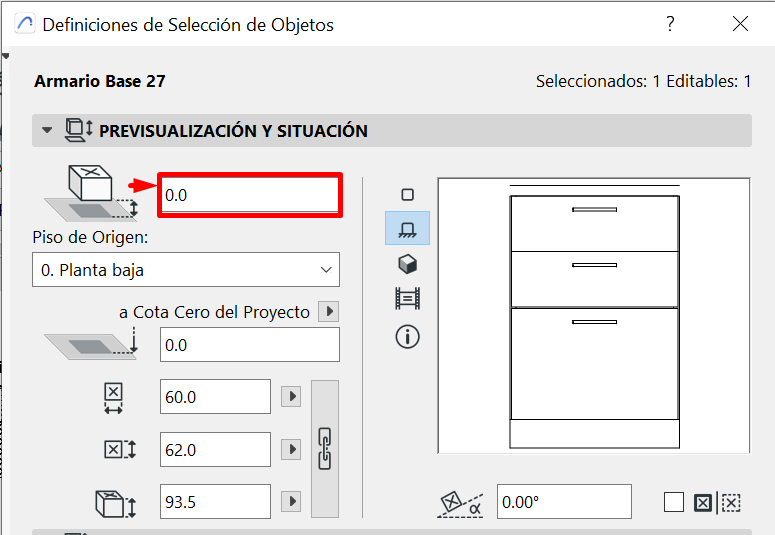 Definiciones de Selección de Objetos
?
Armario Base 27
Seleccionados: 1 Editables: 1
PREVISUALIZACIÓN Y SITUACIÓN
0.0
Piso de Origen:
0. Planta baja
a Cota Cero del Proyecto
0.0
60.0
62.0
93.5
α
0.00°